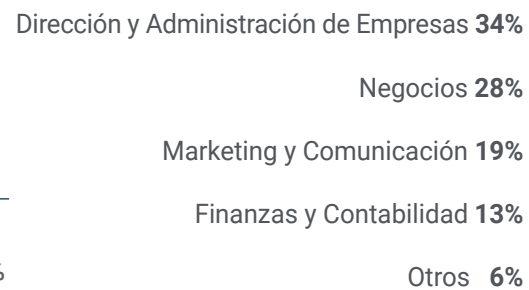 Dirección y Administración de Empresas 34%
Negocios 28%
Marketing y Comunicación 19%
Finanzas y Contabilidad 13%
Otros 6%